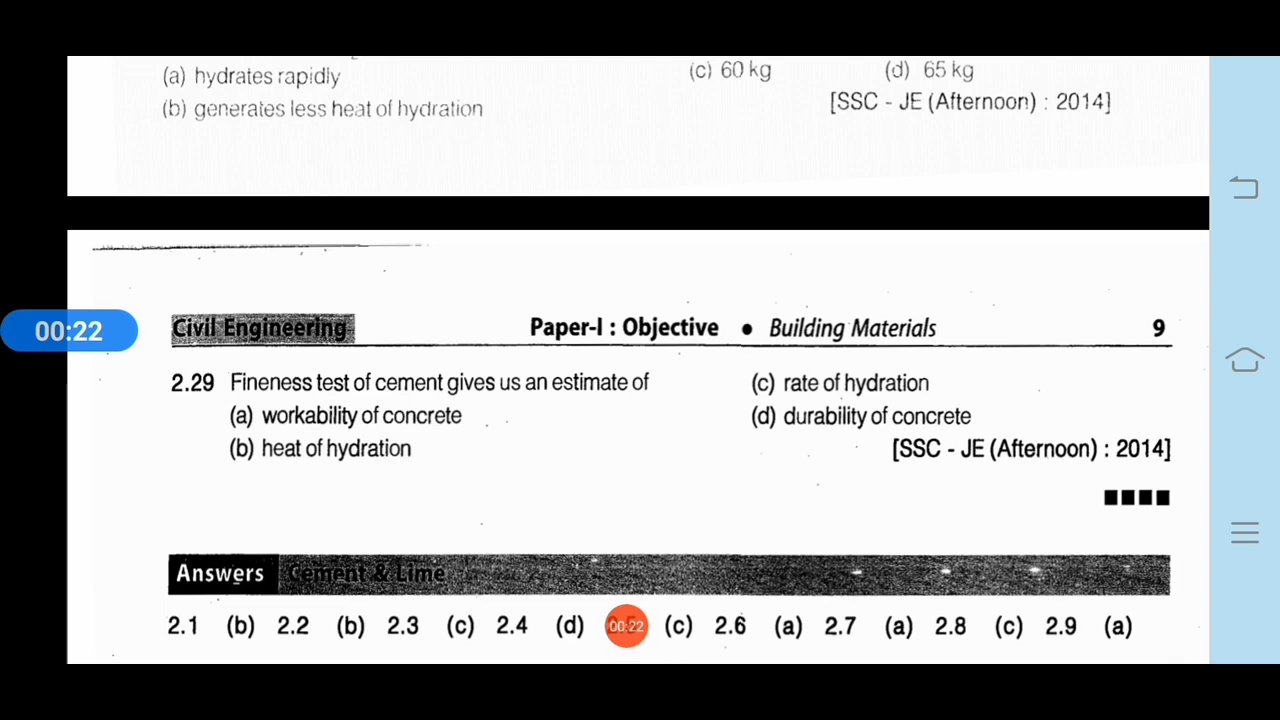 (a) hydrates rapidly
(b) generates less heat of hydration
(c) 60 kg (d) 65 kg
[SSC - JE (Afternoon) : 2014]
00:22
Civil Engineering Paper-I : Objective • Building Materials 9
2.29 Fineness test of cement gives us an estimate of
(a) workability of concrete
(b) heat of hydration
(c) rate of hydration
(d) durability of concrete
[SSC - JE (Afternoon) : 2014]
Answers Cement & Lime
2.1 (b) 2.2 (b) 2.3 (c) 2.4 (d) 00:22 (c) 2.6 (a) 2.7 (a) 2.8 (c) 2.9 (a)